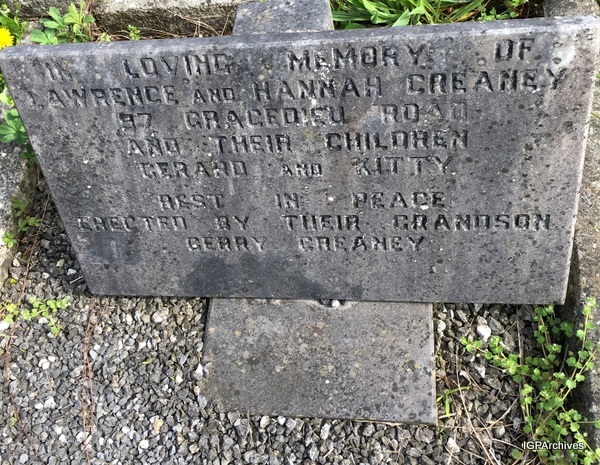 IN LOVING MEMORY OF
LAWRENCE AND HANNAH CREANEY
97 GRACEDIEU ROAD
AND THEIR CHILDREN
GERARD AND KITTY
REST IN PEACE
ERECTED BY THEIR GRANDSON
GERRY CREANEY
IGPArchives